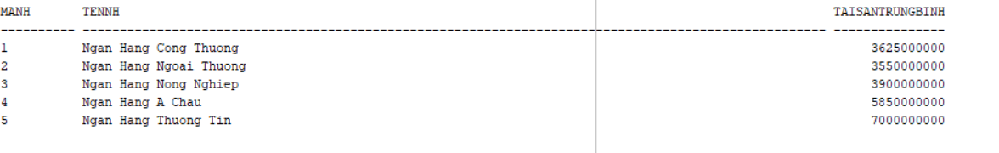 MANH TENNH TAISANTRUNGBINH
---------- ---------------------------------------------------------------------------------------------------- ---------------
1 Ngan Hang Cong Thuong 3625000000
2 Ngan Hang Ngoai Thuong 3550000000
3 Ngan Hang Nong Nghiep 3900000000
4 Ngan Hang A Chau 5850000000
5 Ngan Hang Thuong Tin 7000000000